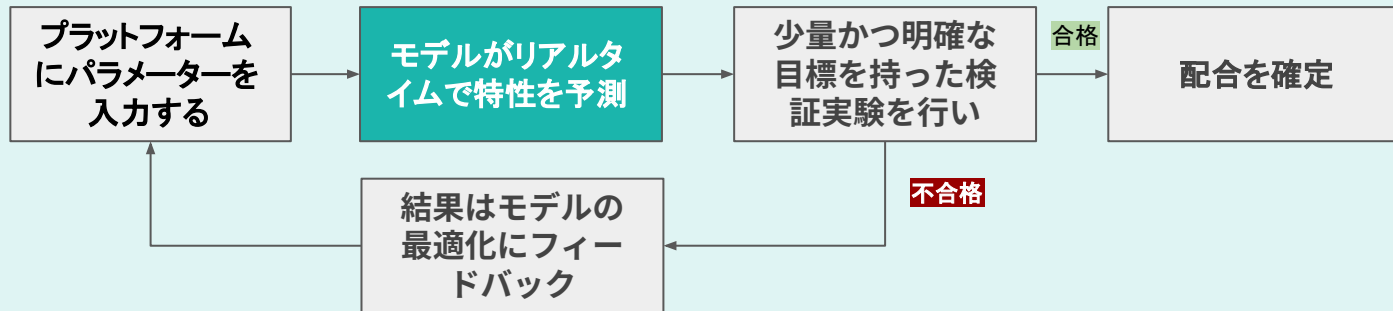 プラットフォーム
にパラメーターを
入力する
モデルがリアルタ
イムで特性を予測
少量かつ明確な
目標を持った検
証実験を行い
合格
配合を確定
不合格
結果はモデルの
最適化にフィー
ドバック